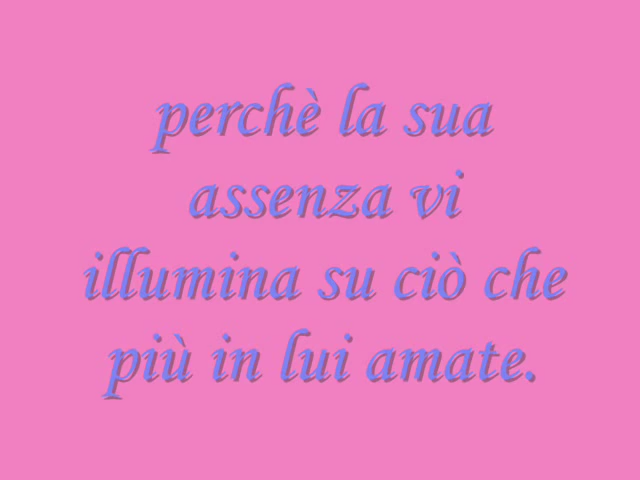 perchè la sua
assenza vi
illumina su ciò che
più in lui amate.